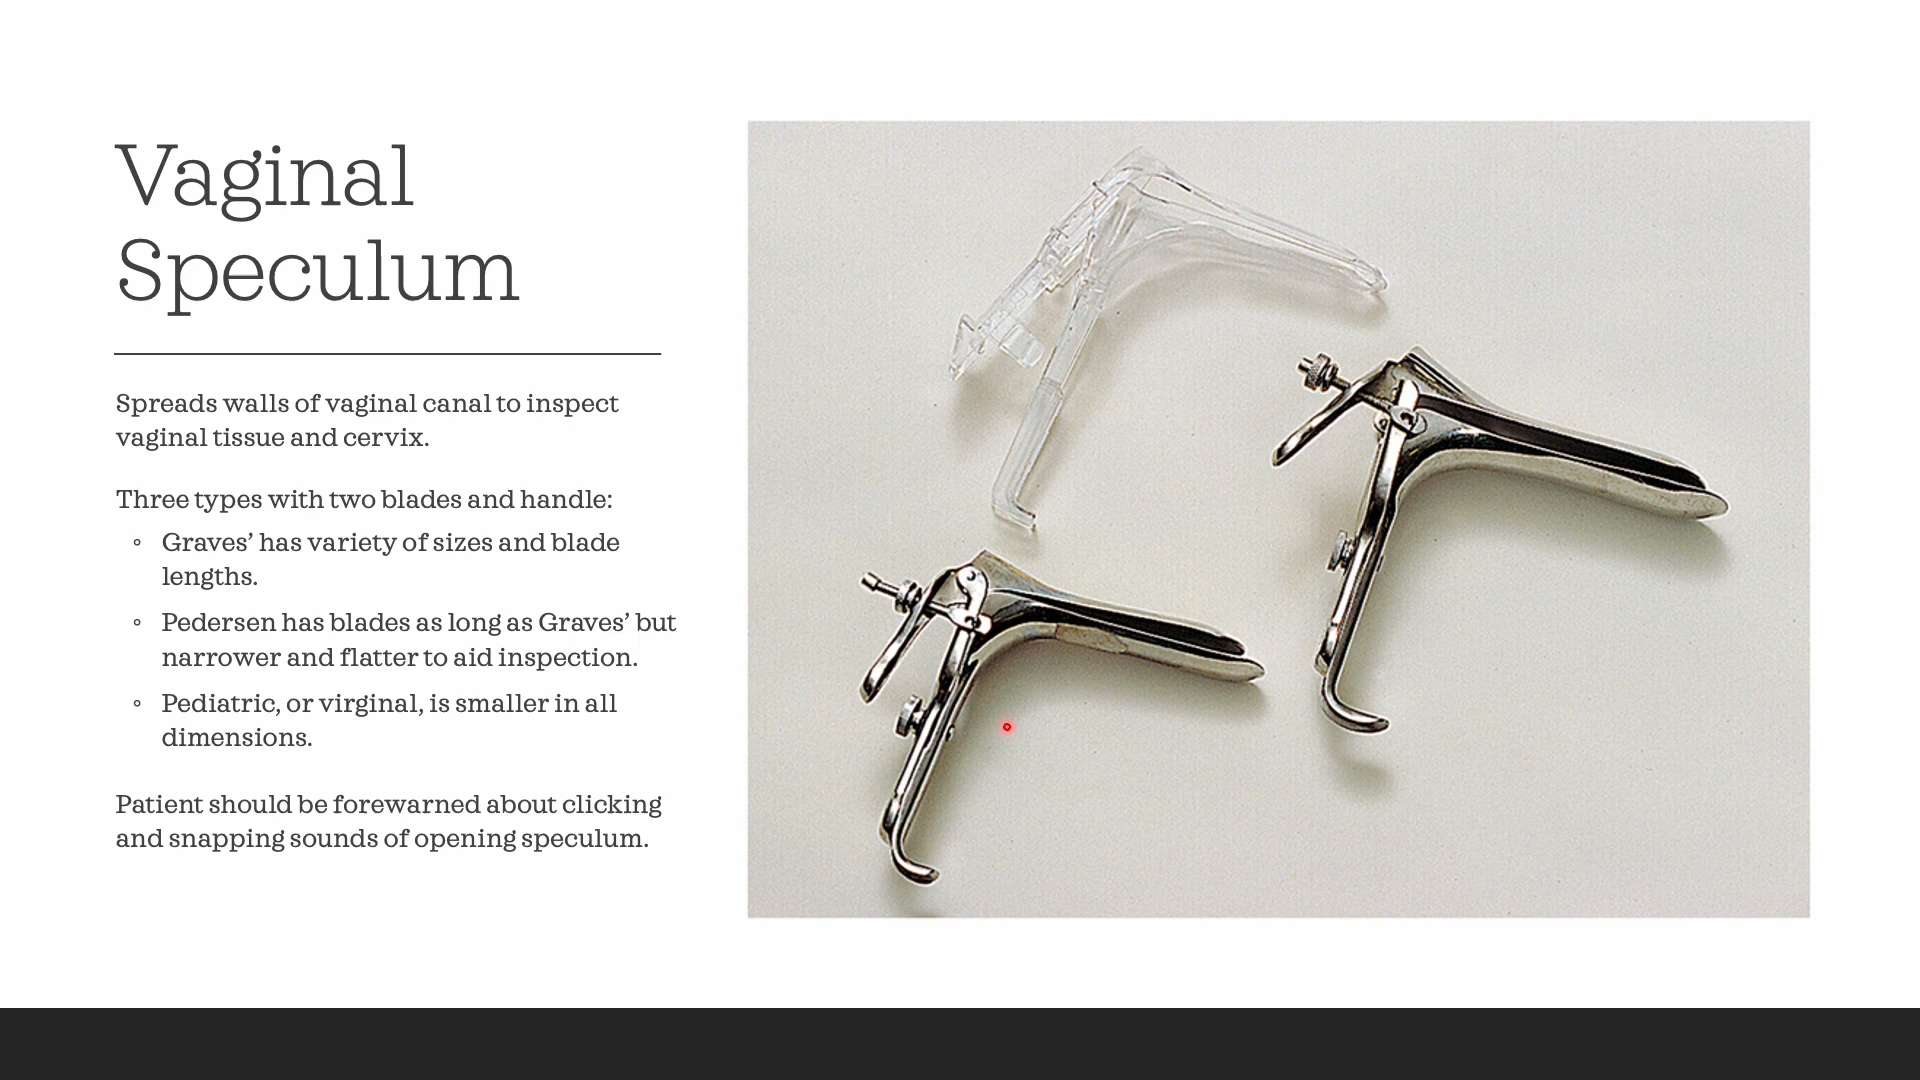 Vaginal
Speculum
Spreads walls of vaginal canal to inspect
vaginal tissue and cervix.
Three types with two blades and handle:
◦ Graves’ has variety of sizes and blade
lengths.
◦ Pedersen has blades as long as Graves’ but
narrower and flatter to aid inspection.
◦ Pediatric, or virginal, is smaller in all
dimensions.
Patient should be forewarned about clicking
and snapping sounds of opening speculum.